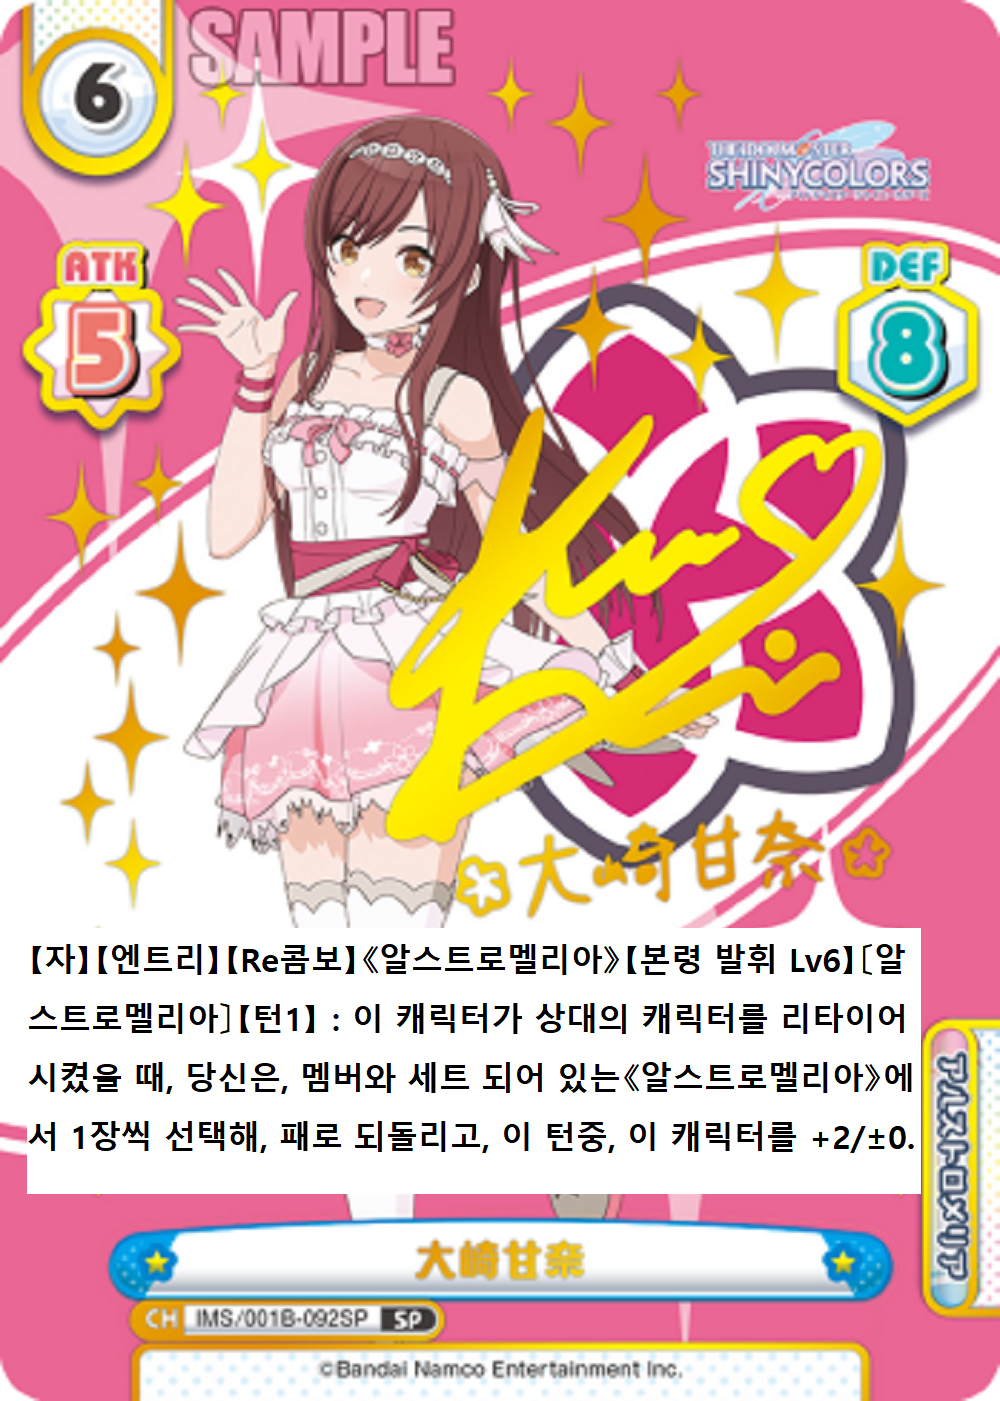 SAMPLE
6
THE IDOLM@STER
SHINYCOLORS
ATK
5
DEF
8
大崎甘奈
【자】【엔트리】【Re콤보】《알스트로멜리아》【본령 발휘 Lv6】〔알
스트로멜리아〕【턴1】 : 이 캐릭터가 상대의 캐릭터를 리타이어
시켰을 때, 당신은, 멤버와 세트 되어 있는《알스트로멜리아》에
서 1장씩 선택해, 패로 되돌리고, 이 턴중, 이 캐릭터를 +2/±0.
アルストロメリア
大崎甘奈
CH IMS/001B-092SP SP
©Bandai Namco Entertainment Inc.